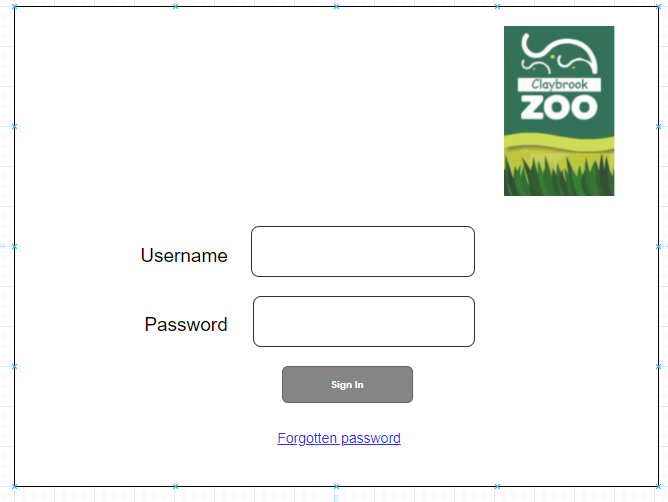 Claybrook
ZOO
Username
Password
Sign In
Forgotten password